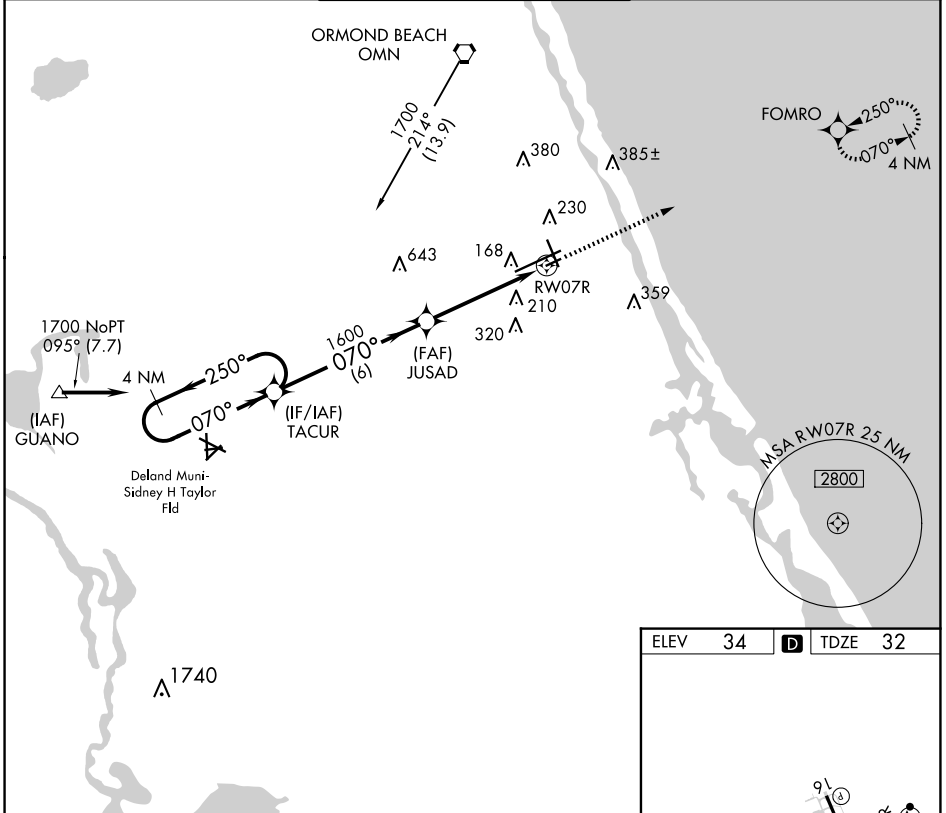 ORMOND BEACH
OMN
1700
214°
(13.9)
FOMRO
250°
070°
4 NM
380
385±
230
168
643
RW07R
210
320
359
1700 NoPT
095° (7.7)
4 NM
250°
070°
1600
070°
(6)
(FAF)
JUSAD
(IAF)
GUANO
(IF/IAF)
TACUR
Deland Muni-
Sidney H Taylor
Fld
MSA RW07R 25 NM
2800
1740
ELEV 34 D TDZE 32
16
P